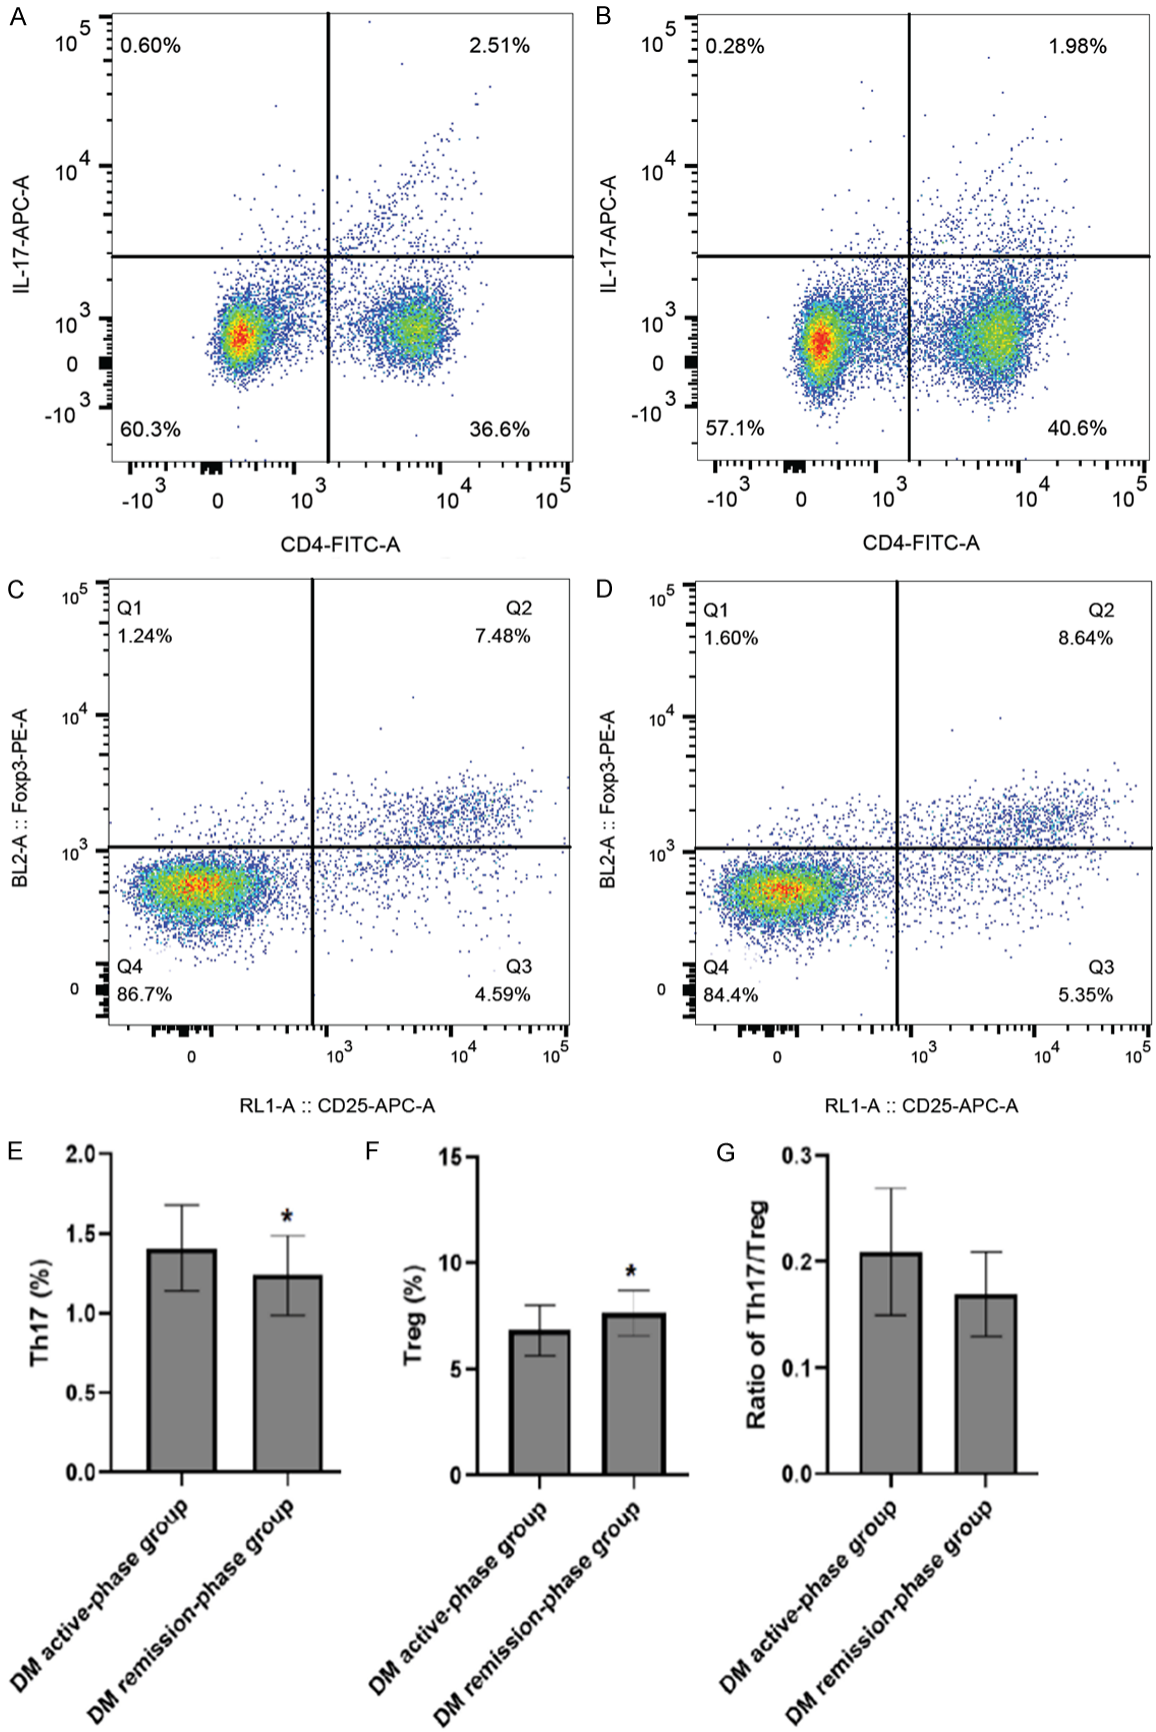 A
10^5
10^4
10^3
0
-10^3
0.60%
2.51%
60.3%
36.6%
IL-17-APC-A
-10^3
0
10^3
10^4
10^5
CD4-FITC-A
B
10^5
10^4
10^3
0
-10^3
0.28%
1.98%
57.1%
40.6%
IL-17-APC-A
-10^3
0
10^3
10^4
10^5
CD4-FITC-A
C
10^5
10^4
10^3
0
Q1
1.24%
Q2
7.48%
Q4
86.7%
Q3
4.59%
BL2-A :: Foxp3-PE-A
0
10^3
10^4
10^5
RL1-A :: CD25-APC-A
D
10^5
10^4
10^3
0
Q1
1.60%
Q2
8.64%
Q4
84.4%
Q3
5.35%
BL2-A :: Foxp3-PE-A
0
10^3
10^4
10^5
RL1-A :: CD25-APC-A
E
2.0
1.5
1.0
0.5
0.0
Th17 (%)
*
DM active-phase group
DM remission-phase group
F
15
10
5
0
Treg (%)
*
DM active-phase group
DM remission-phase group
G
0.3
0.2
0.1
0.0
Ratio of Th17/Treg
DM active-phase group
DM remission-phase group